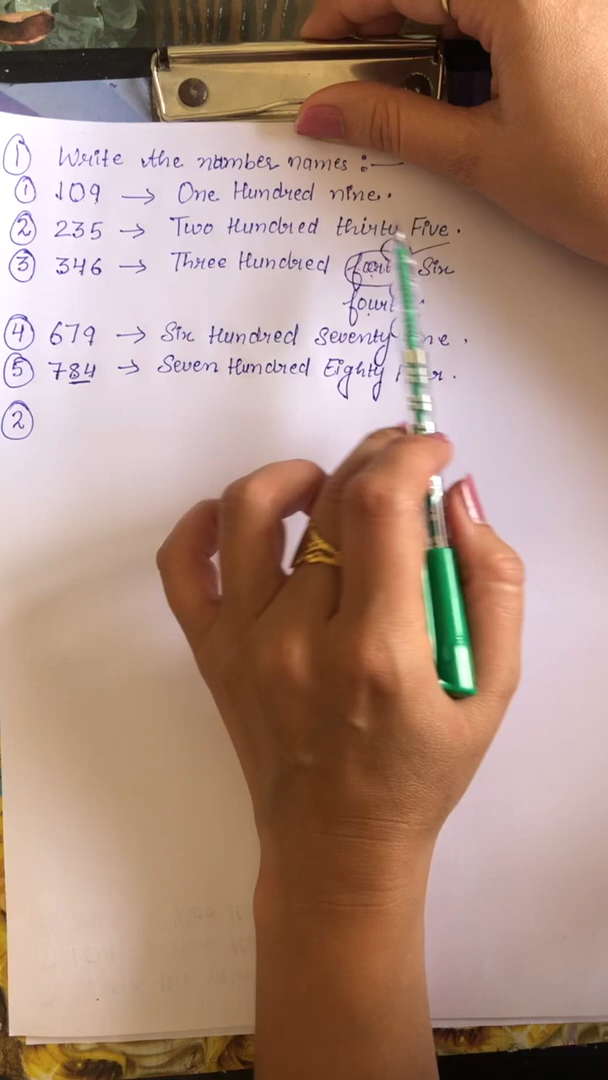 ① Write the number names :—
① 109 → One Hundred nine.
② 235 → Two Hundred thirty Five.
③ 346 → Three Hundred Six
④ 679 → Six Hundred Seventy
⑤ 784 → Seven Hundred Eighty
②